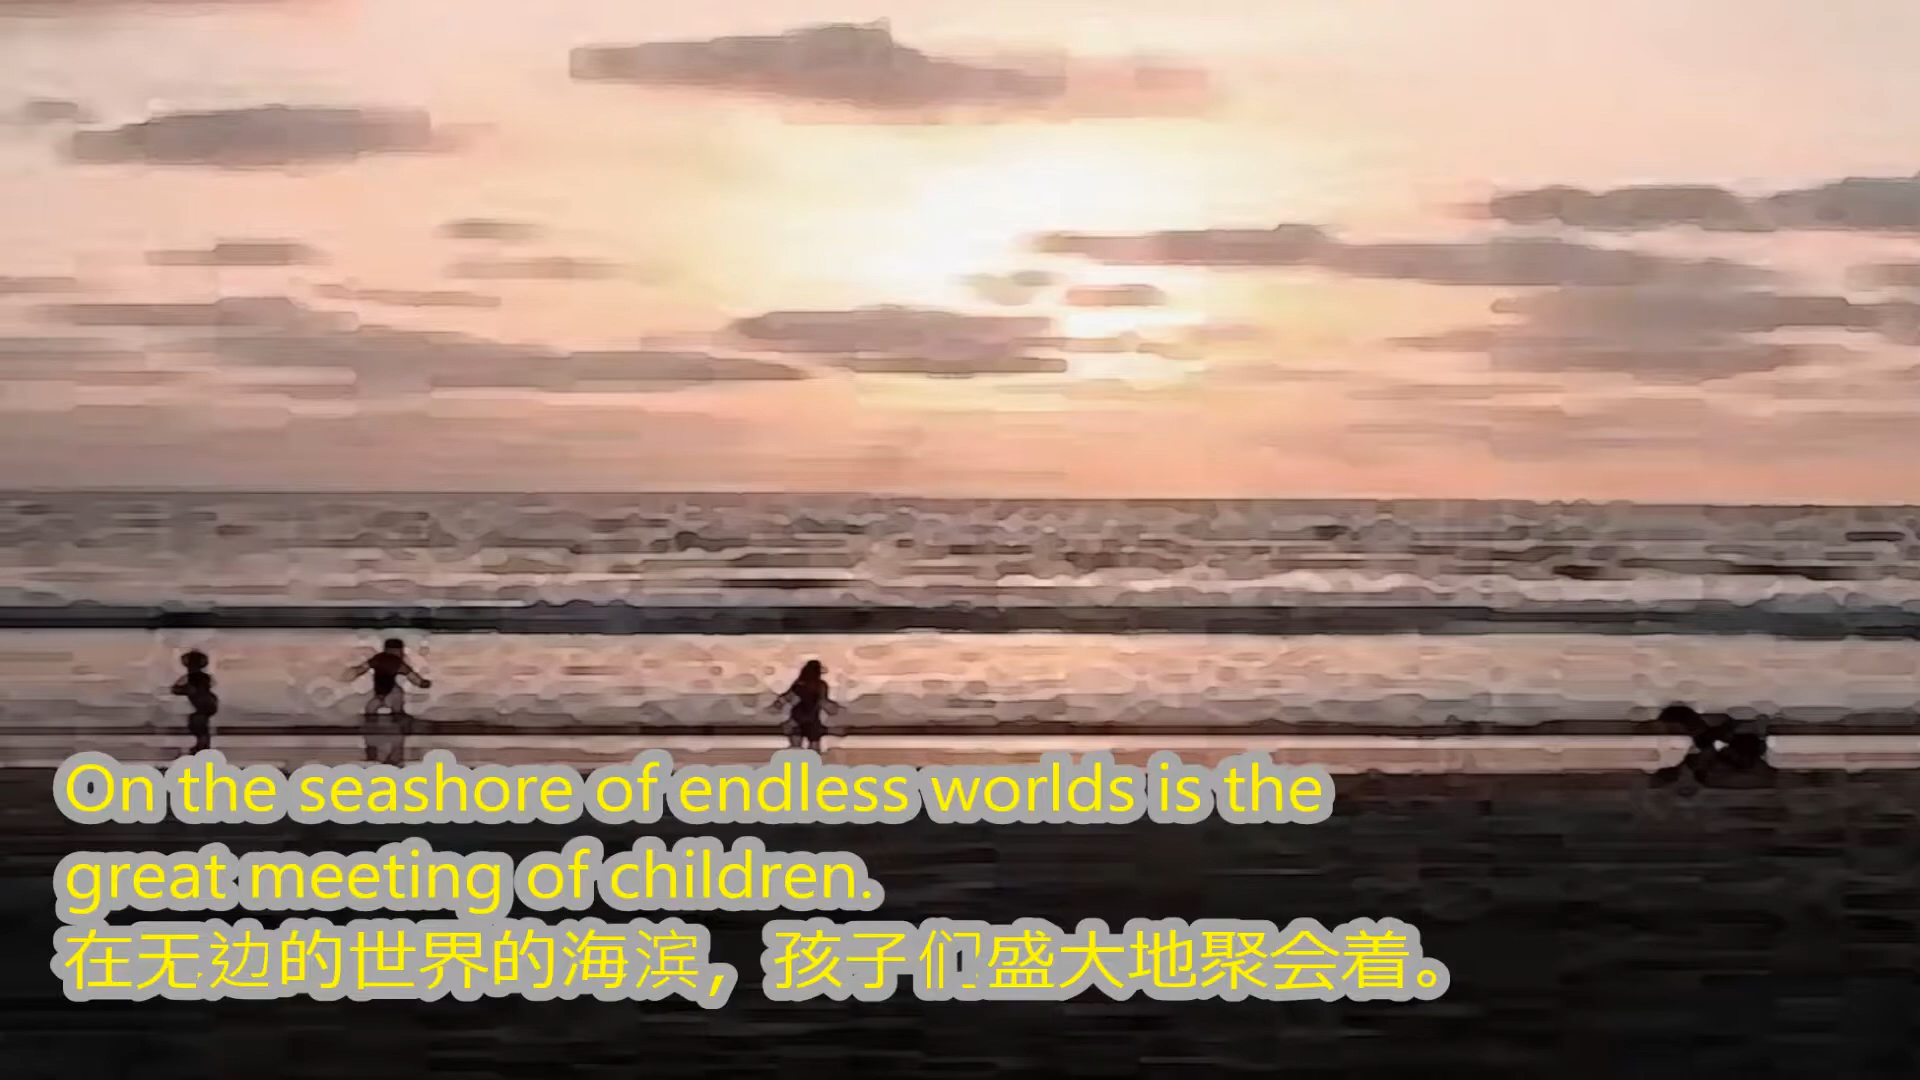 On the seashore of endless worlds is the
great meeting of children.
在无边的世界的海滨，孩子们盛大地聚会着。